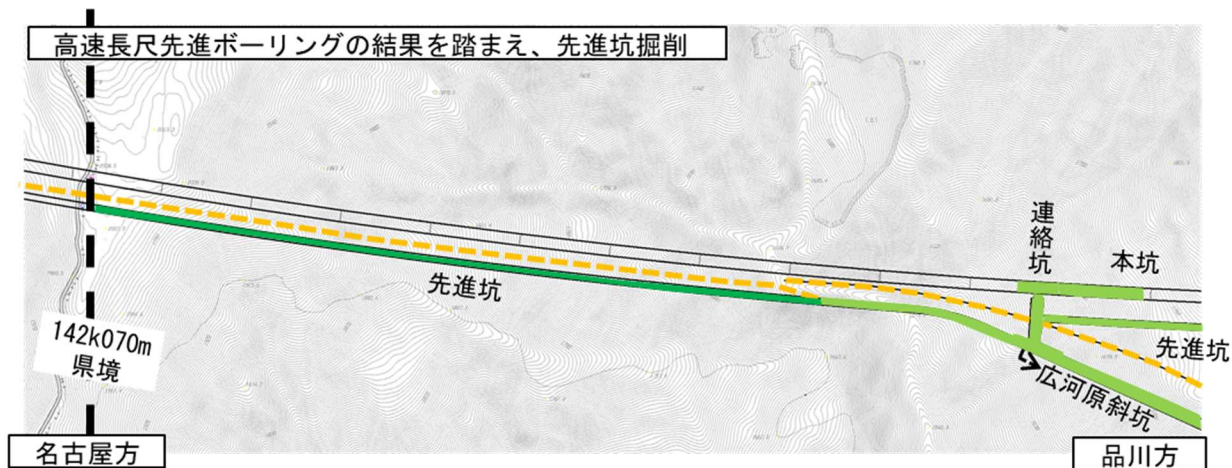 高速長尺先進ボーリングの結果を踏まえ、先進坑掘削
連絡坑
本坑
先進坑
先進坑
142k070m
県境
広河原斜坑
名古屋方
品川方